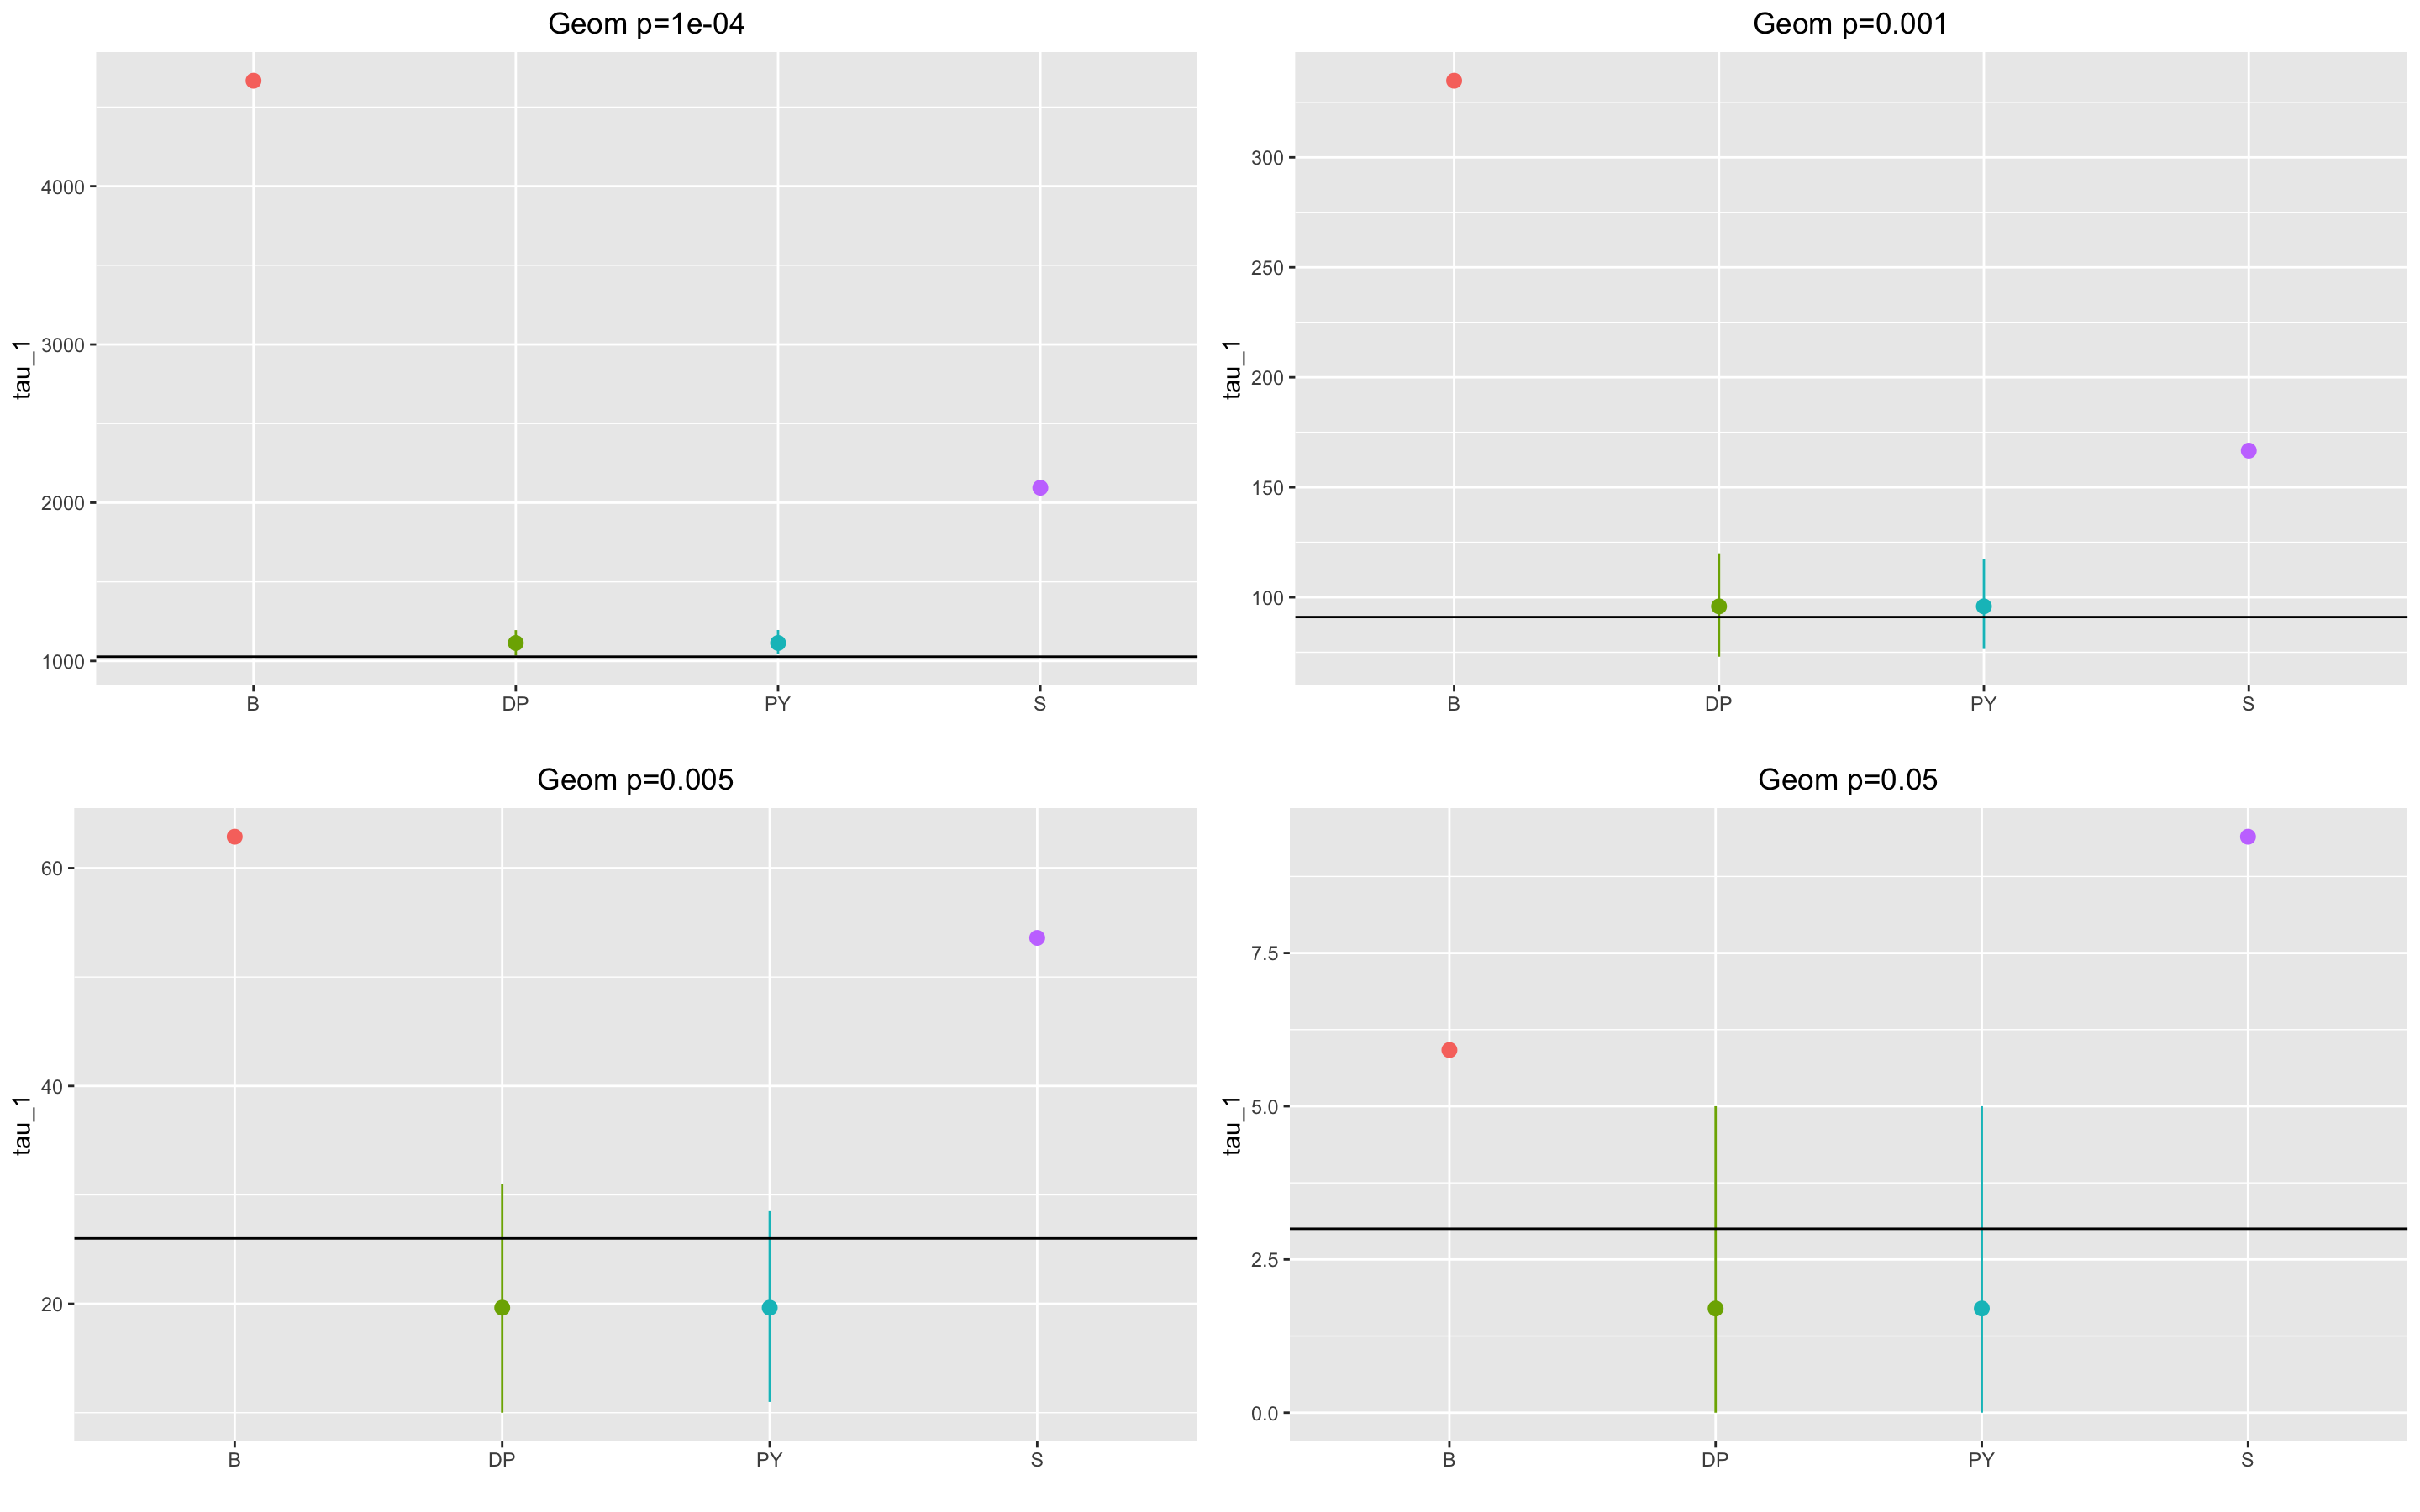 Geom p=1e-04
tau_1
4000
3000
2000
1000
B DP PY S
Geom p=0.001
tau_1
300
250
200
150
100
B DP PY S
Geom p=0.005
tau_1
60
40
20
B DP PY S
Geom p=0.05
tau_1
7.5
5.0
2.5
0.0
B DP PY S